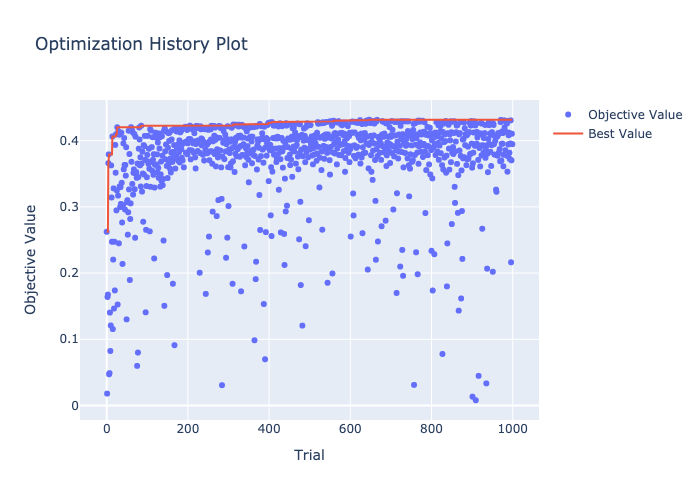 Optimization History Plot
Objective Value
Best Value
0.4
0.3
0.2
0.1
0
Objective Value
0 200 400 600 800 1000
Trial